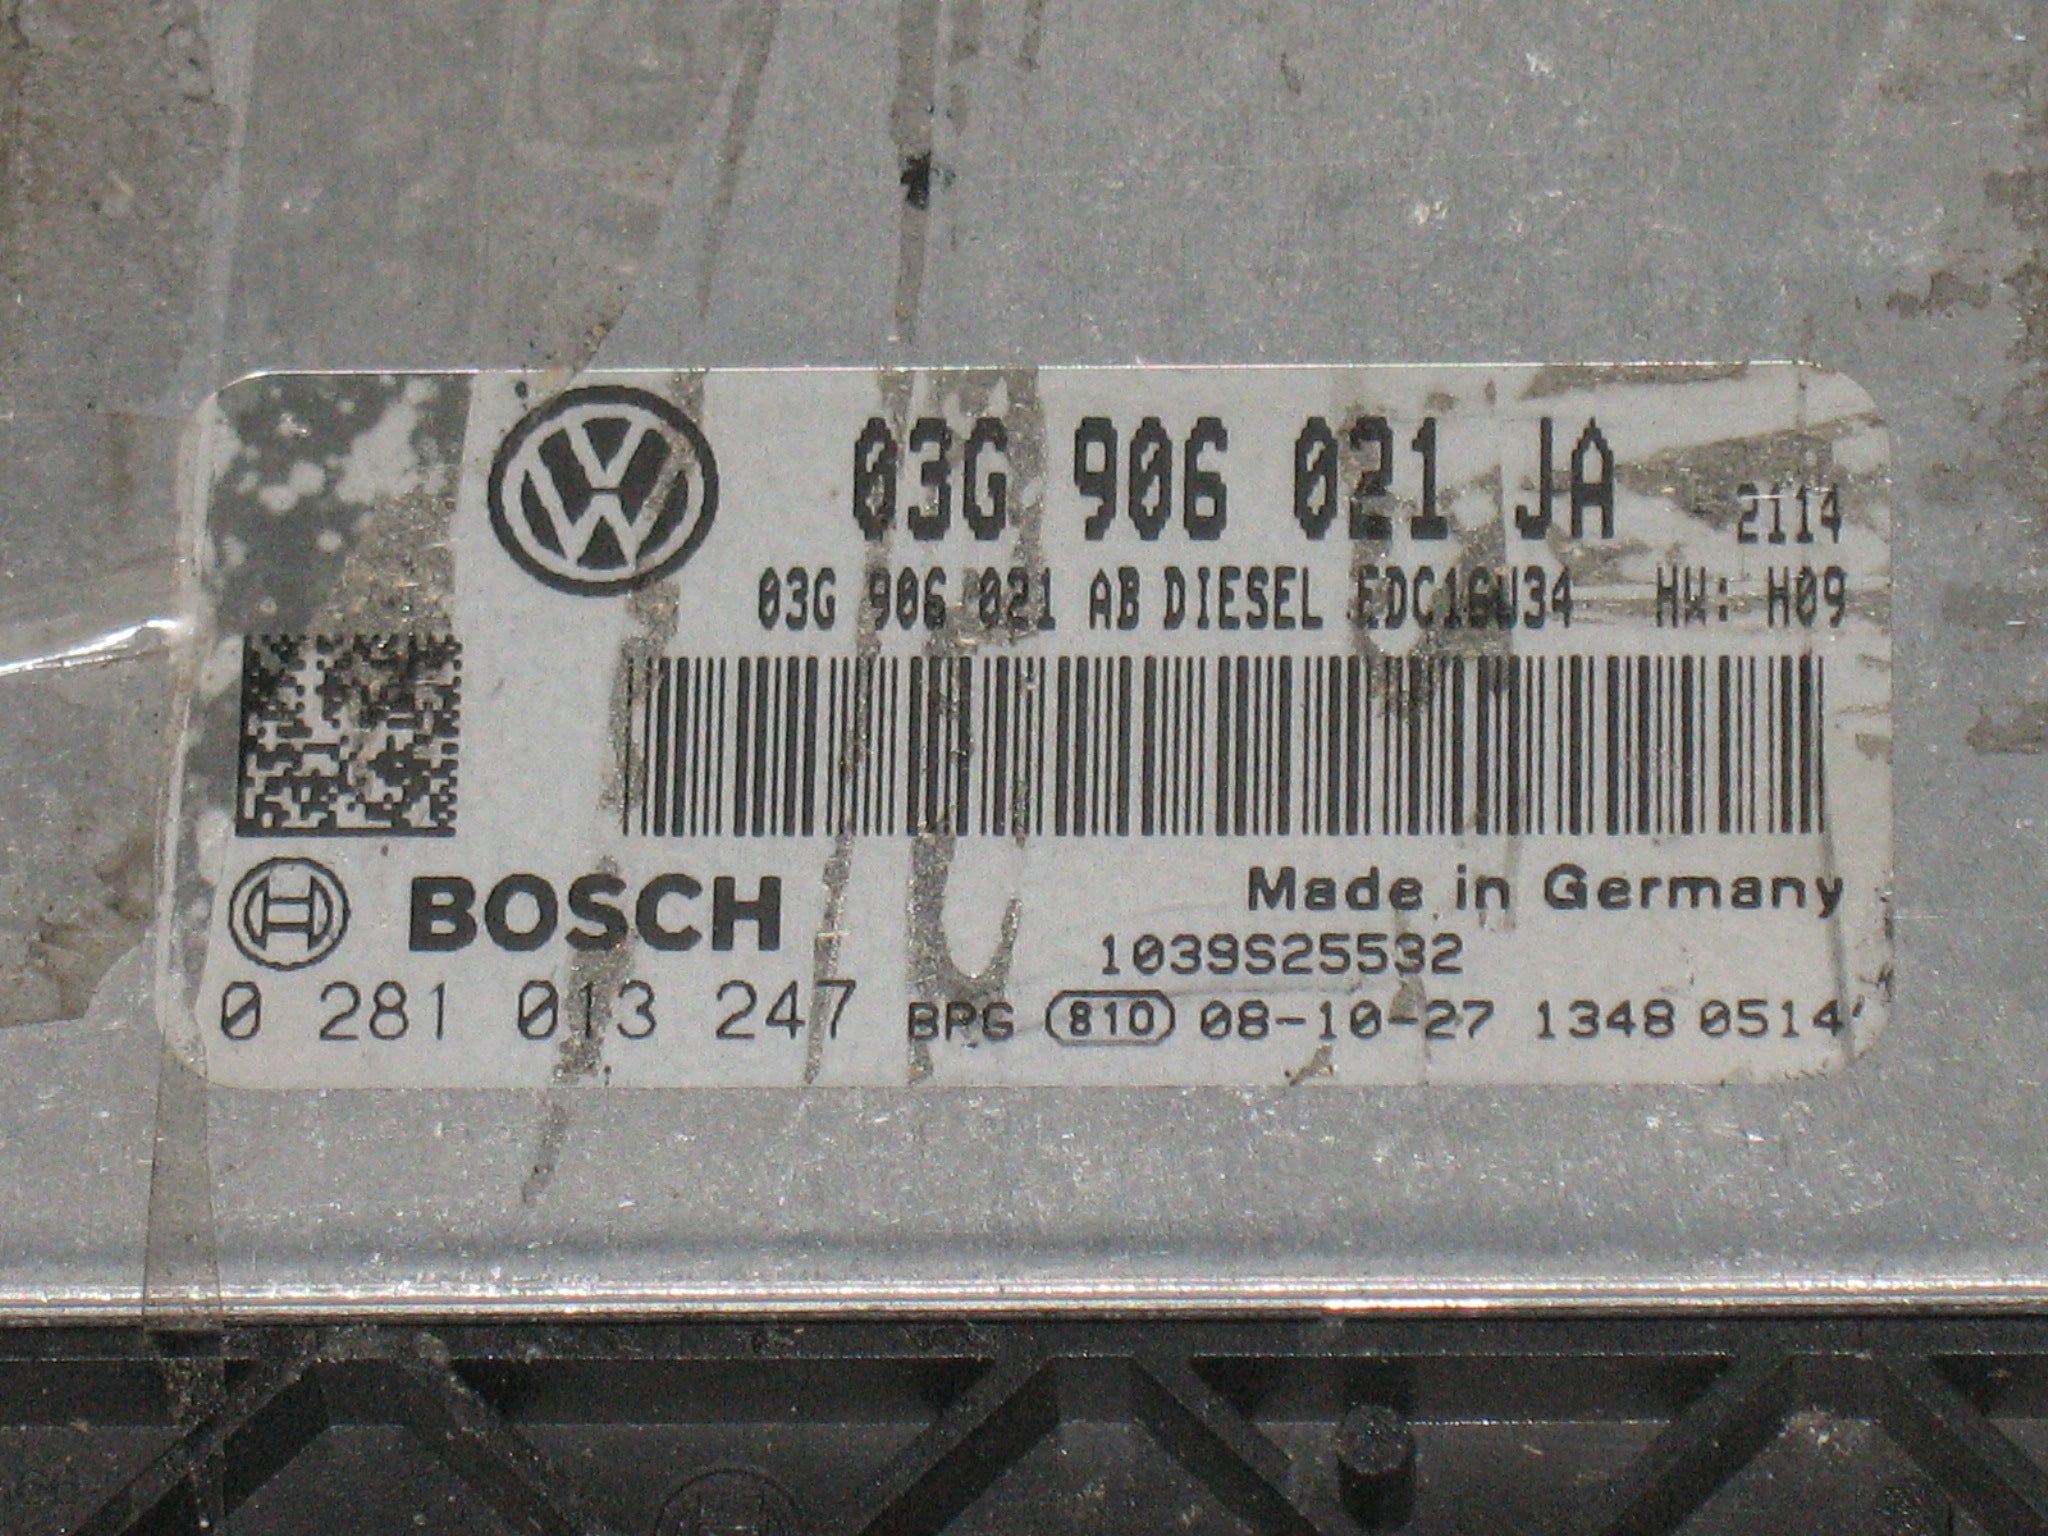 03G 906 021 JA 2114
03G 906 021 AB DIESEL EDC16U34 HW: H09
BOSCH Made in Germany
1039S25532
0 281 013 247 BPG 810 08-10-27 1348 0514